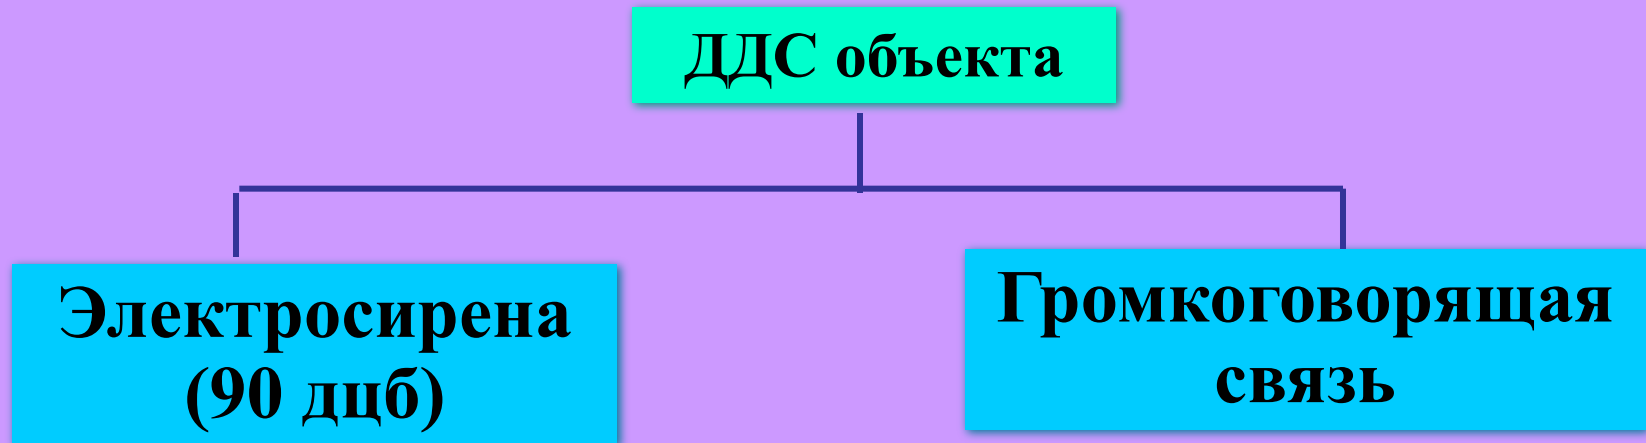 ДДС объекта
Электросирена
(90 дцб)
Громкоговорящая
связь